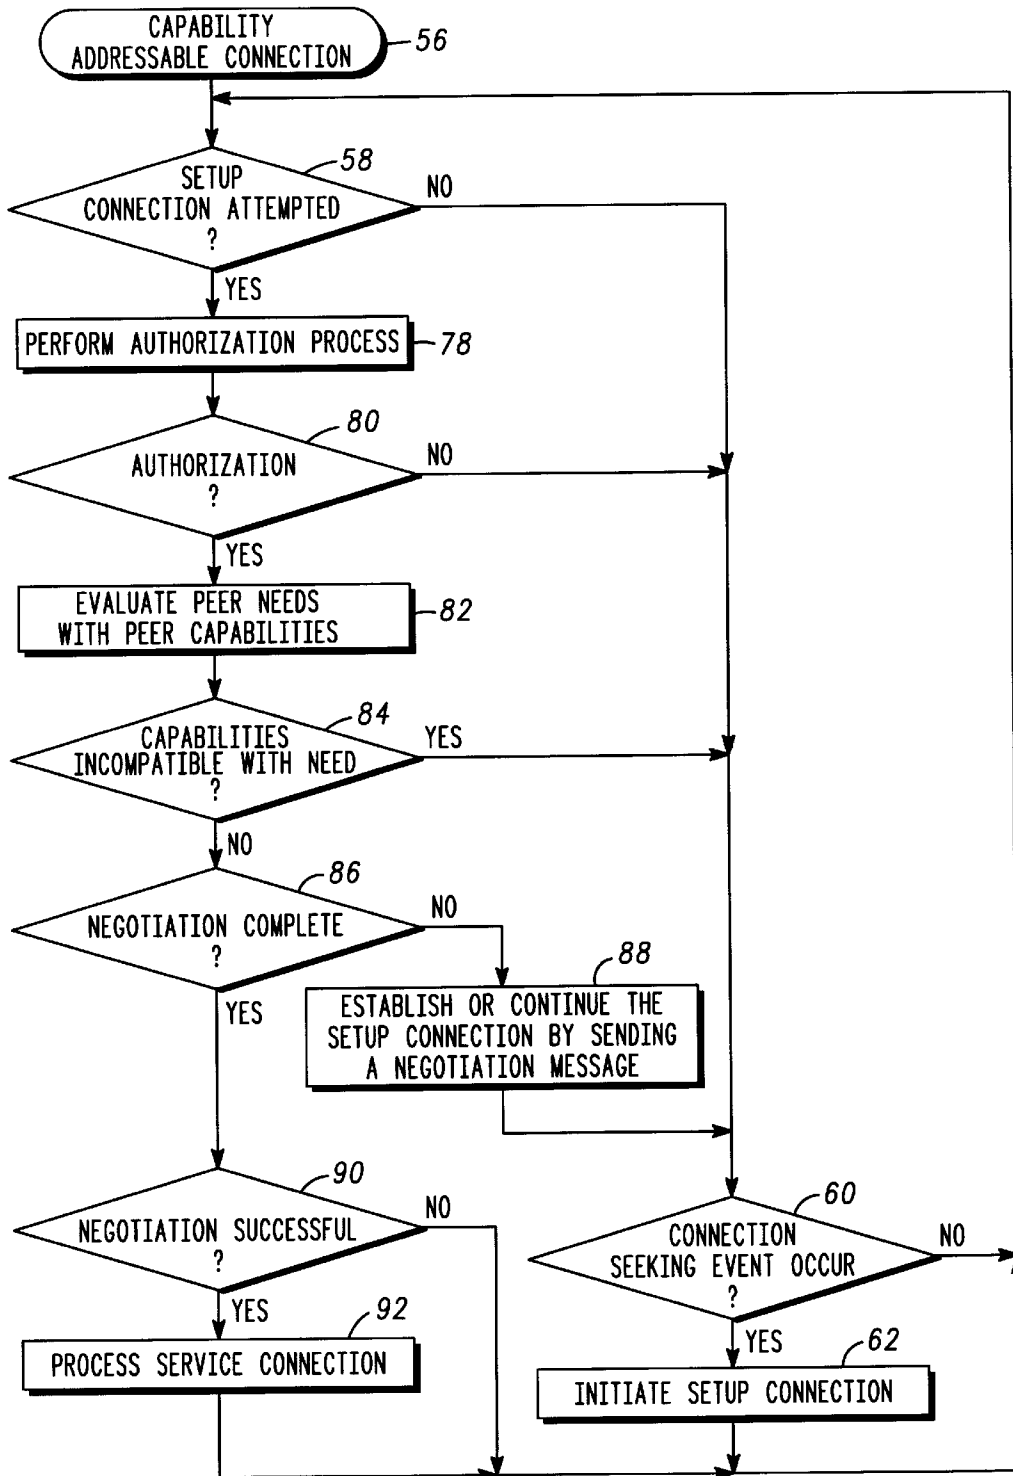 CAPABILITY
ADDRESSABLE CONNECTION
56
58
SETUP
CONNECTION ATTEMPTED
?
NO
YES
PERFORM AUTHORIZATION PROCESS
78
80
AUTHORIZATION
?
NO
YES
EVALUATE PEER NEEDS
WITH PEER CAPABILITIES
82
84
CAPABILITIES
INCOMPATIBLE WITH NEED
?
YES
NO
86
NEGOTIATION COMPLETE
?
NO
YES
88
ESTABLISH OR CONTINUE THE
SETUP CONNECTION BY SENDING
A NEGOTIATION MESSAGE
90
NEGOTIATION SUCCESSFUL
?
NO
YES
60
CONNECTION
SEEKING EVENT OCCUR
?
NO
YES
92
PROCESS SERVICE CONNECTION
62
INITIATE SETUP CONNECTION